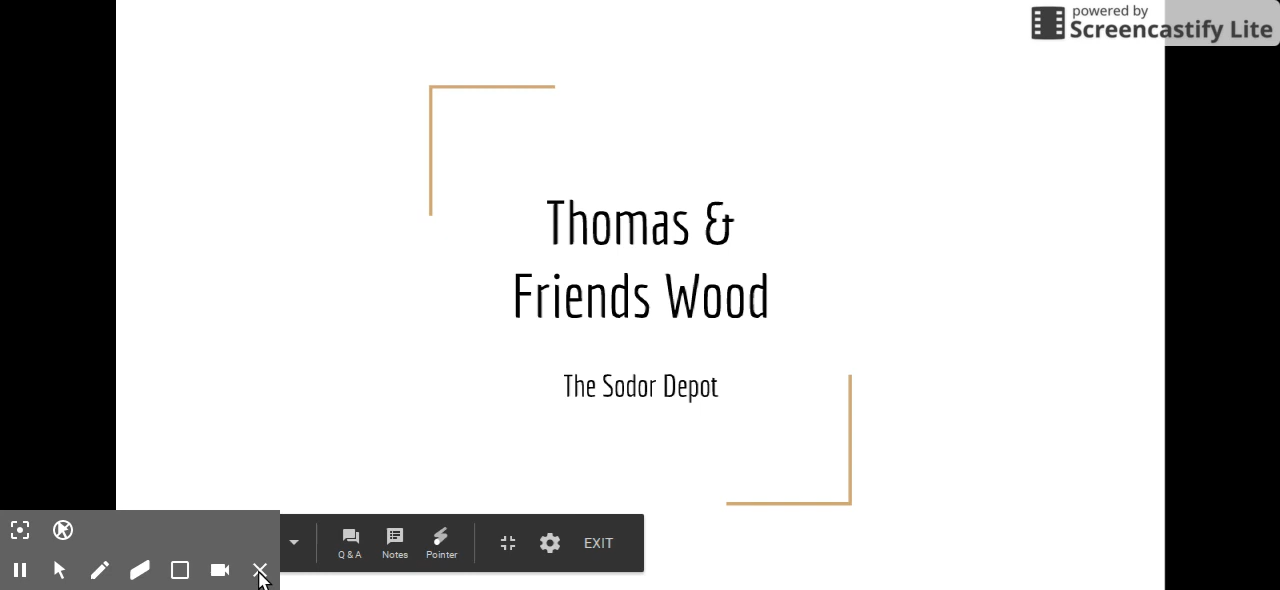 powered by
Screencastify Lite
Thomas &
Friends Wood
The Sodor Depot
Q & A Notes Pointer EXIT